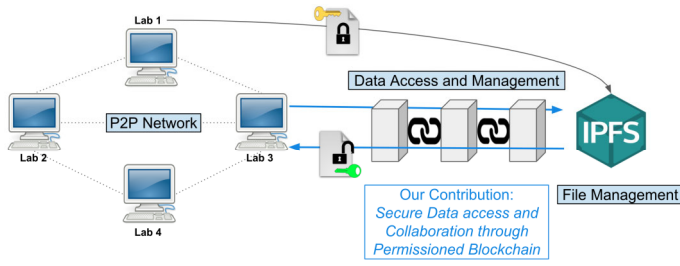 Lab 1
Data Access and Management
P2P Network
Lab 2
Lab 3
IPFS
Lab 4
Our Contribution:
Secure Data access and
Collaboration through
Permissioned Blockchain
File Management